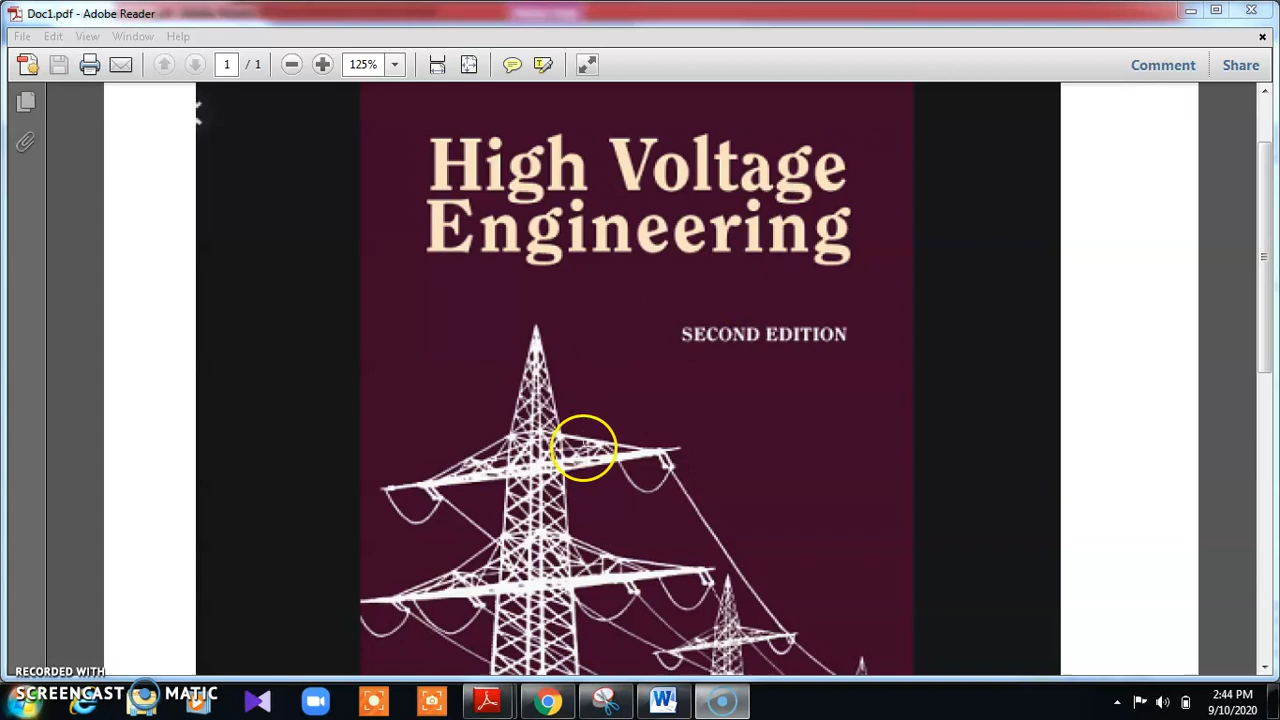 Doc1.pdf - Adobe Reader
File Edit View Window Help
1 / 1 125% Comment Share
High Voltage
Engineering
SECOND EDITION
RECORDED WITH
SCREENCAST MATIC
2:44 PM
9/10/2020